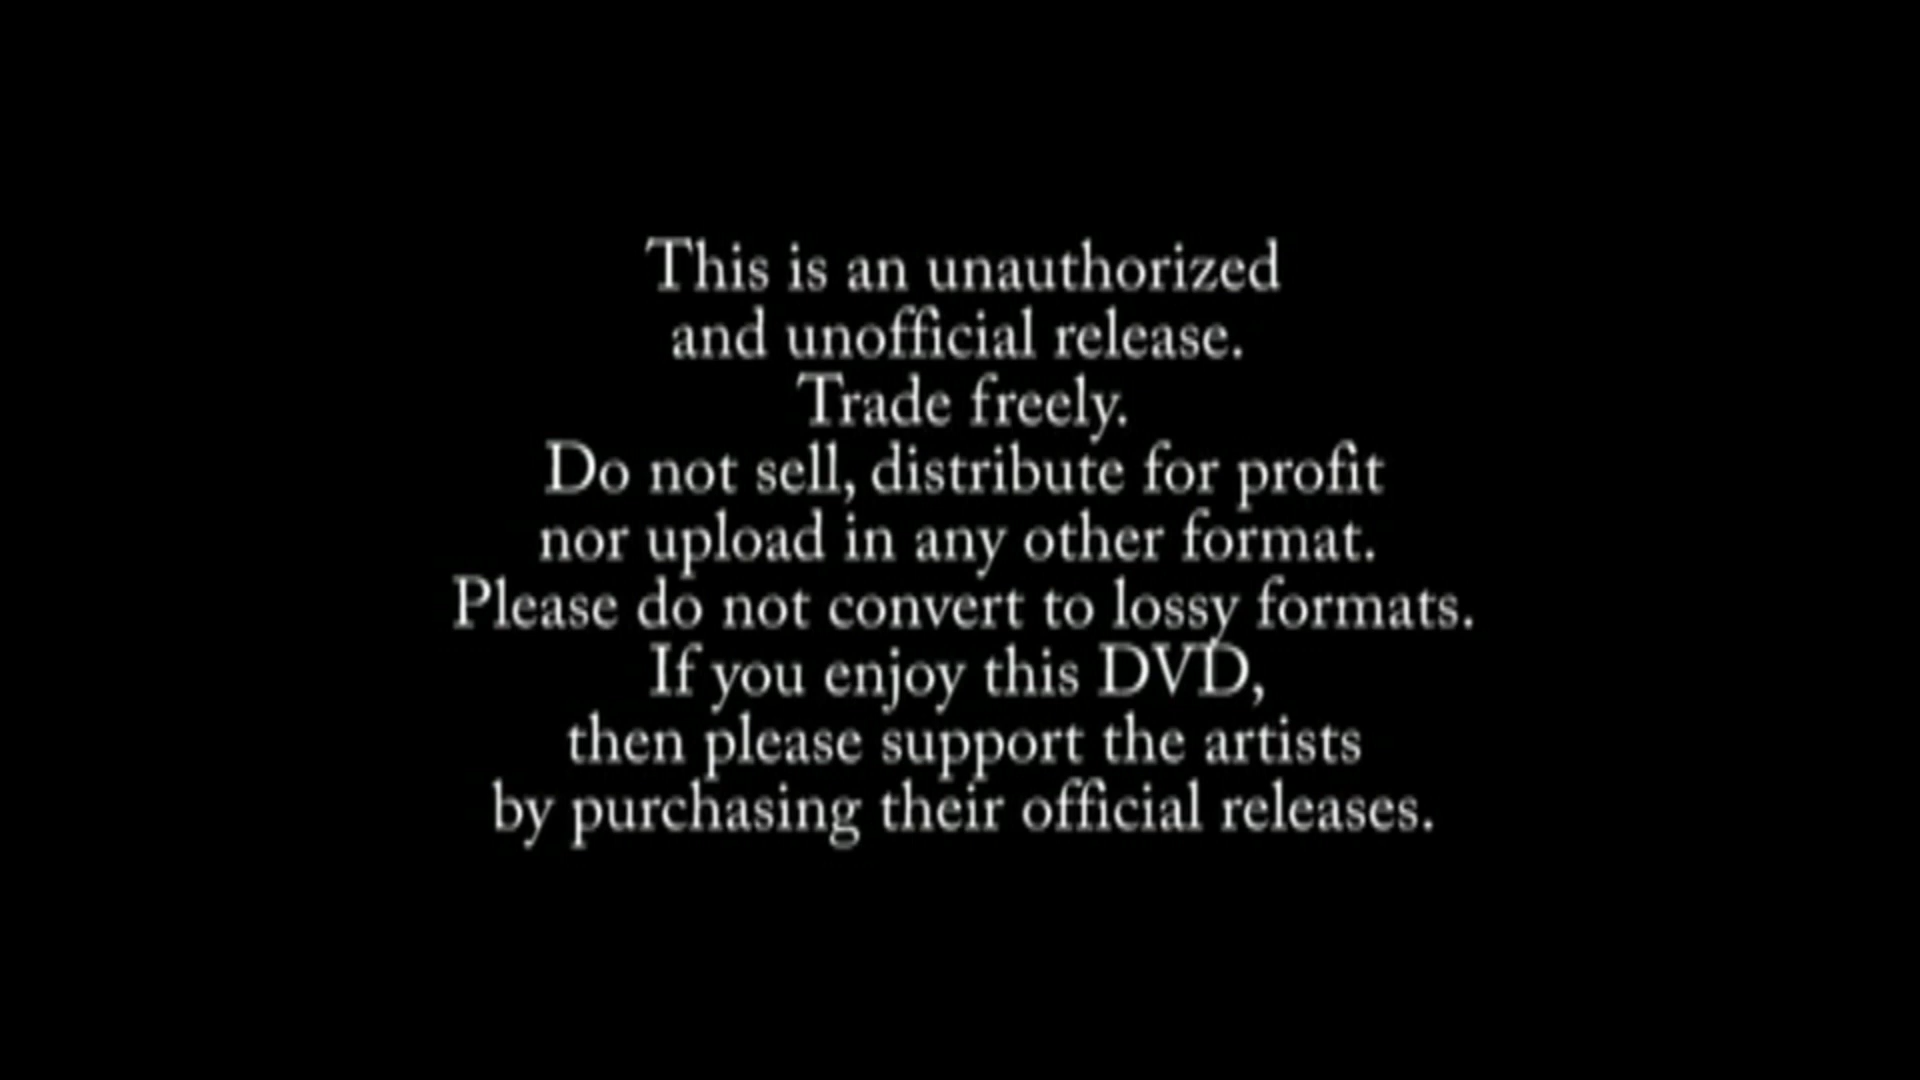 This is an unauthorized
and unofficial release.
Trade freely.
Do not sell, distribute for profit
nor upload in any other format.
Please do not convert to lossy formats.
If you enjoy this DVD,
then please support the artists
by purchasing their official releases.